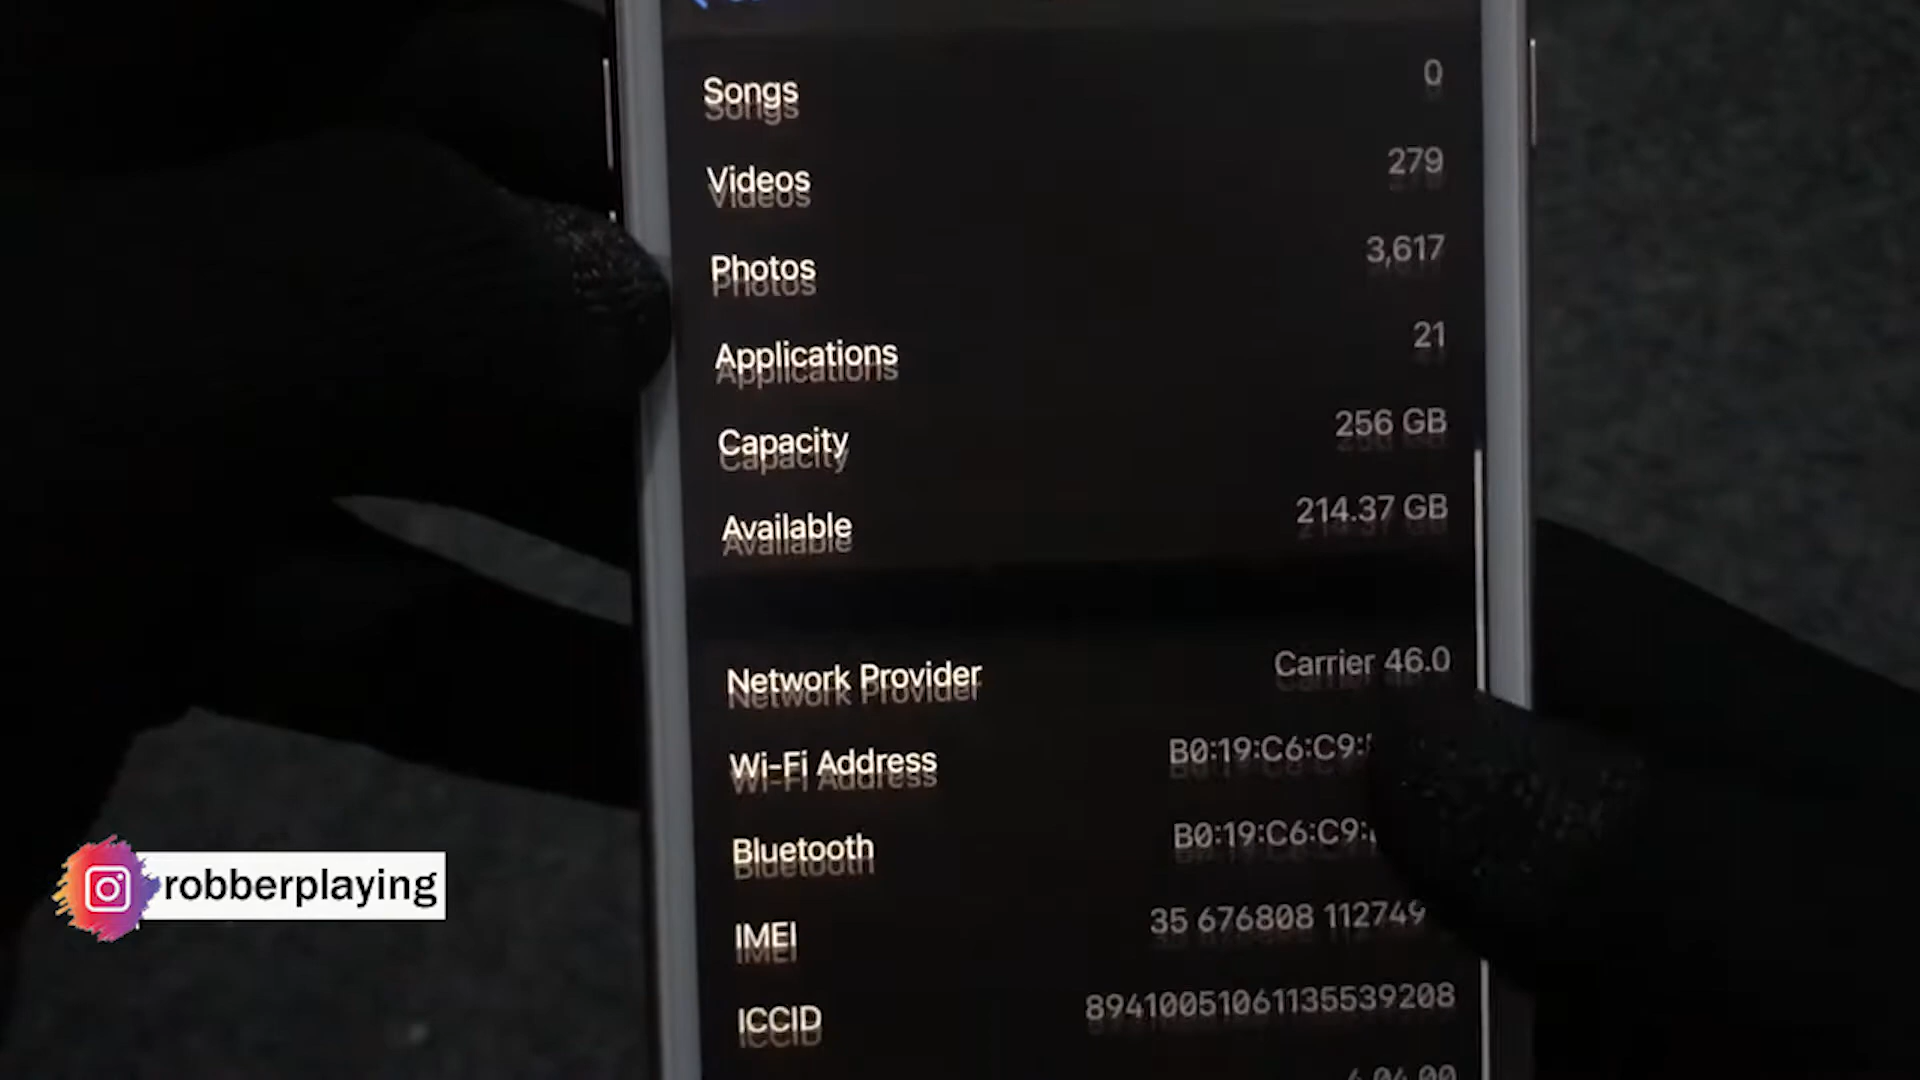 Songs 0
Videos 279
Photos 3,617
Applications 21
Capacity 256 GB
Available 214.37 GB
Network Provider Carrier 46.0
Wi-Fi Address B0:19:C6:C9:
Bluetooth B0:19:C6:C9:
IMEI 35 676808 112749
ICCID 89410051061135539208
robberplaying